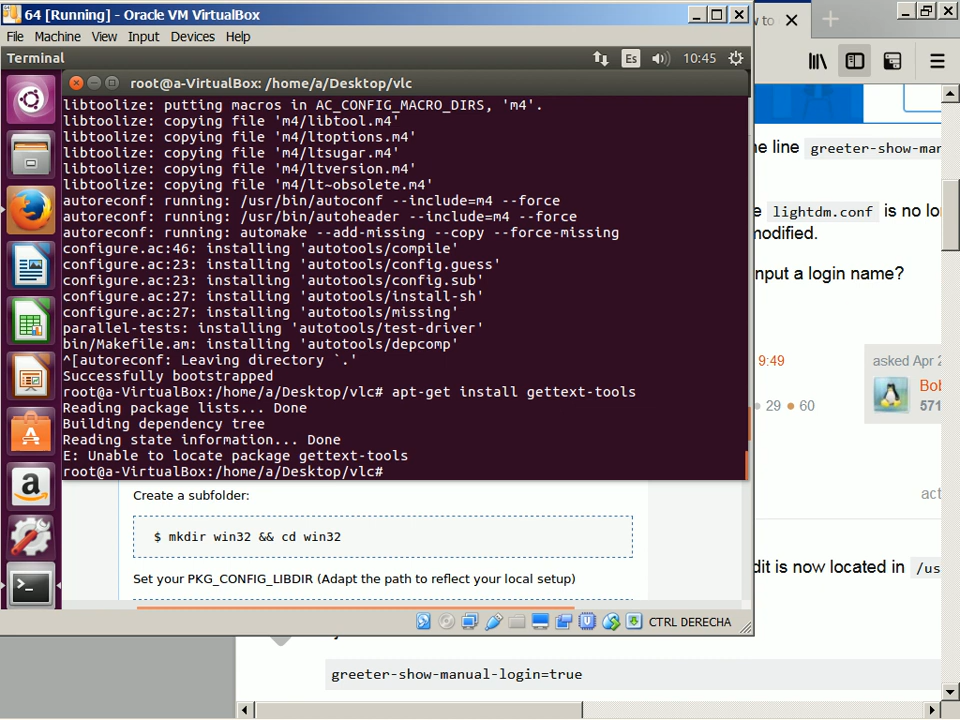 64 [Running] - Oracle VM VirtualBox
File Machine View Input Devices Help
Terminal
Es
10:45
root@a-VirtualBox: /home/a/Desktop/vlc
libtoolize: putting macros in AC_CONFIG_MACRO_DIRS, 'm4'.
libtoolize: copying file 'm4/libtool.m4'
libtoolize: copying file 'm4/ltoptions.m4'
libtoolize: copying file 'm4/ltsugar.m4'
libtoolize: copying file 'm4/ltversion.m4'
libtoolize: copying file 'm4/lt~obsolete.m4'
autoreconf: running: /usr/bin/autoconf --include=m4 --force
autoreconf: running: /usr/bin/autoheader --include=m4 --force
autoreconf: running: automake --add-missing --copy --force-missing
configure.ac:46: installing 'autotools/compile'
configure.ac:23: installing 'autotools/config.guess'
configure.ac:23: installing 'autotools/config.sub'
configure.ac:27: installing 'autotools/install-sh'
configure.ac:27: installing 'autotools/missing'
parallel-tests: installing 'autotools/test-driver'
bin/Makefile.am: installing 'autotools/depcomp'
^[autoreconf: Leaving directory `.'
Successfully bootstrapped
root@a-VirtualBox:/home/a/Desktop/vlc# apt-get install gettext-tools
Reading package lists... Done
Building dependency tree
Reading state information... Done
E: Unable to locate package gettext-tools
root@a-VirtualBox:/home/a/Desktop/vlc#
Create a subfolder:
$ mkdir win32 && cd win32
Set your PKG_CONFIG_LIBDIR (Adapt the path to reflect your local setup)
CTRL DERECHA
to
line greeter-show-mar
lightdm.conf is no lo
modified.
input a login name?
9:49
asked Apr 2
Bob
29 60
571
act
dit is now located in /us
greeter-show-manual-login=true